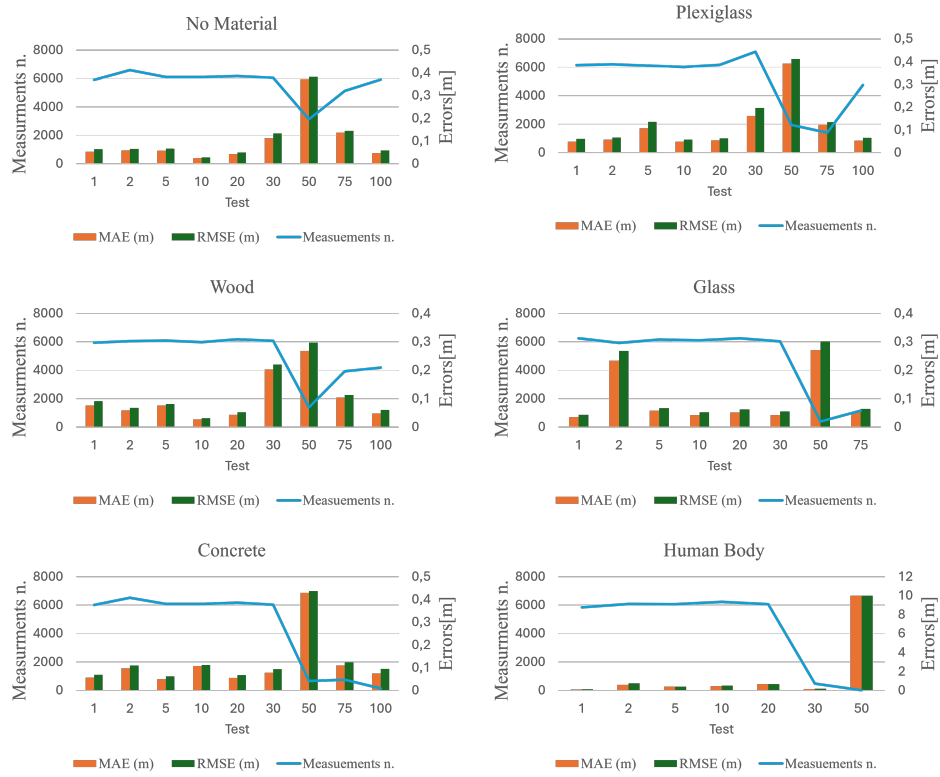 No Material
Measurments n.
8000
6000
4000
2000
0
0,5
0,4
0,3
0,2
0,1
0
Errors[m]
1 2 5 10 20 30 50 75 100
Test
MAE (m) RMSE (m) Measuements n.
Plexiglass
Measurments n.
8000
6000
4000
2000
0
0,5
0,4
0,3
0,2
0,1
0
Errors[m]
1 2 5 10 20 30 50 75 100
Test
MAE (m) RMSE (m) Measuements n.
Wood
Measurments n.
8000
6000
4000
2000
0
0,4
0,3
0,2
0,1
0
Errors[m]
1 2 5 10 20 30 50 75 100
Test
MAE (m) RMSE (m) Measuements n.
Glass
Measurments n.
8000
6000
4000
2000
0
0,4
0,3
0,2
0,1
0
Errors[m]
1 2 5 10 20 30 50 75
Test
MAE (m) RMSE (m) Measuements n.
Concrete
Measurments n.
8000
6000
4000
2000
0
0,5
0,4
0,3
0,2
0,1
0
Errors[m]
1 2 5 10 20 30 50 75 100
Test
MAE (m) RMSE (m) Measuements n.
Human Body
Measurments n.
8000
6000
4000
2000
0
12
10
8
6
4
2
0
Errors[m]
1 2 5 10 20 30 50
Test
MAE (m) RMSE (m) Measuements n.